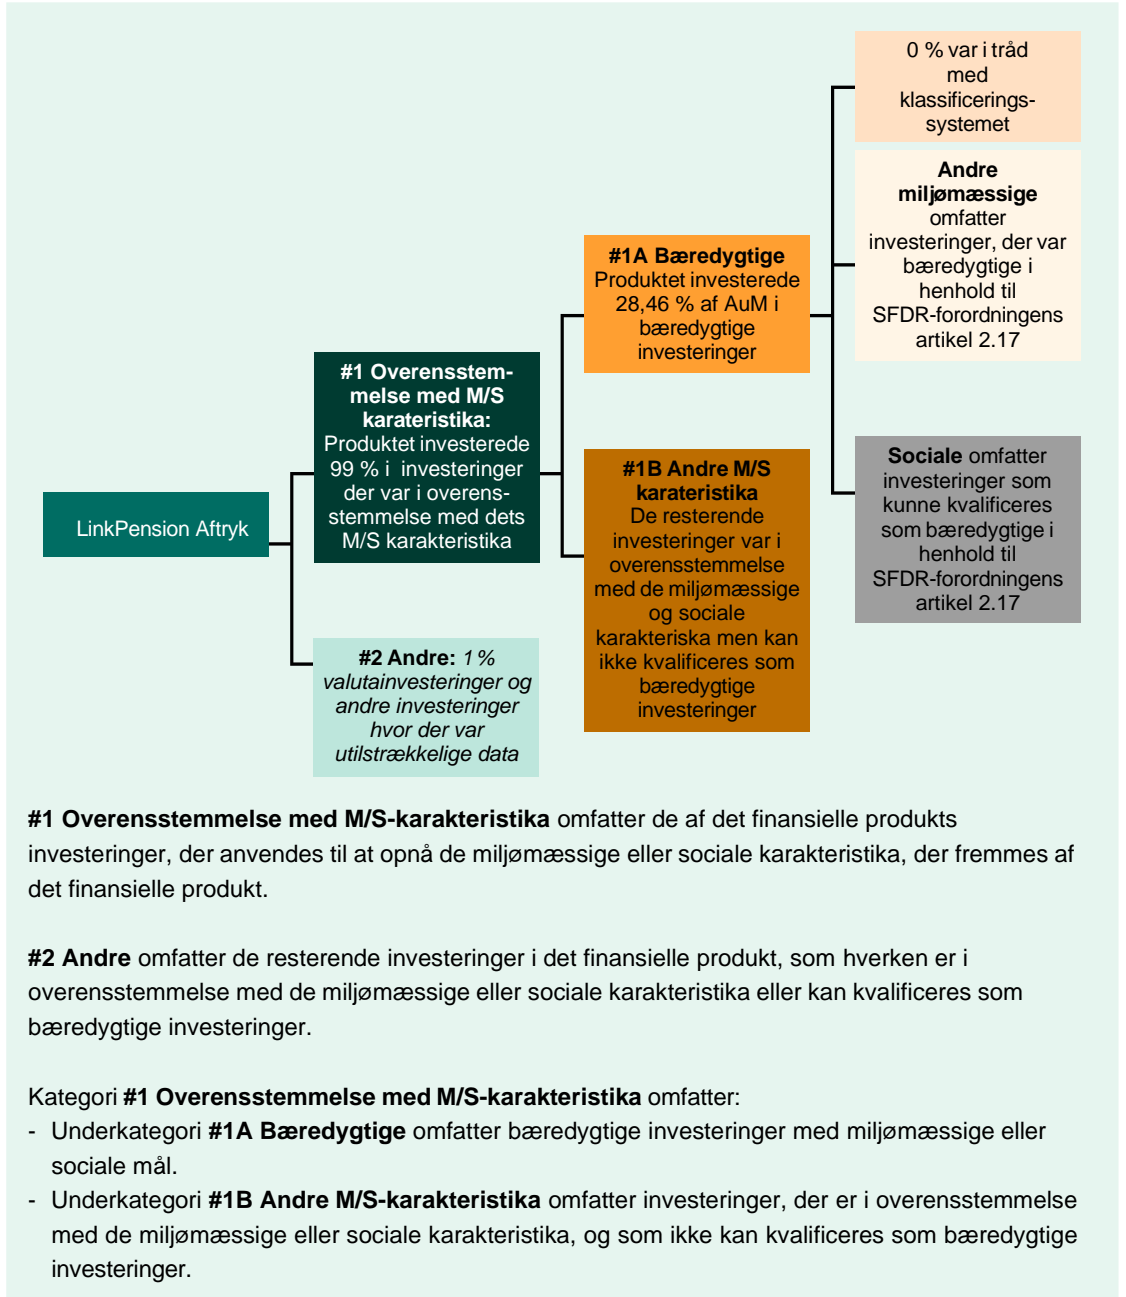 0 % var i tråd
med
klassificerings-
systemet
Andre
miljømæssige
omfatter
investeringer, der var
bæredygtige i
henhold til
SFDR-forordningens
artikel 2.17
#1A Bæredygtige
Produktet investerede
28,46 % af AuM i
bæredygtige
investeringer
#1 Overensstem-
melse med M/S
karateristika:
Produktet investerede
99 % i investeringer
der var i overens-
stemmelse med dets
M/S karakteristika
Sociale omfatter
investeringer som
kunne kvalificeres
som bæredygtige i
henhold til
SFDR-forordningens
artikel 2.17
#1B Andre M/S
karateristika
De resterende
investeringer var i
overensstemmelse
med de miljømæssige
og sociale
karakteriska men kan
ikke kvalificeres som
bæredygtige
investeringer
LinkPension Aftryk
#2 Andre: 1 %
valutainvesteringer og
andre investeringer
hvor der var
utilstrækkelige data
#1 Overensstemmelse med M/S-karakteristika omfatter de af det finansielle produkts
investeringer, der anvendes til at opnå de miljømæssige eller sociale karakteristika, der fremmes af
det finansielle produkt.
#2 Andre omfatter de resterende investeringer i det finansielle produkt, som hverken er i
overensstemmelse med de miljømæssige eller sociale karakteristika eller kan kvalificeres som
bæredygtige investeringer.
Kategori #1 Overensstemmelse med M/S-karakteristika omfatter:
- Underkategori #1A Bæredygtige omfatter bæredygtige investeringer med miljømæssige eller
sociale mål.
- Underkategori #1B Andre M/S-karakteristika omfatter investeringer, der er i overensstemmelse
med de miljømæssige eller sociale karakteristika, og som ikke kan kvalificeres som bæredygtige
investeringer.